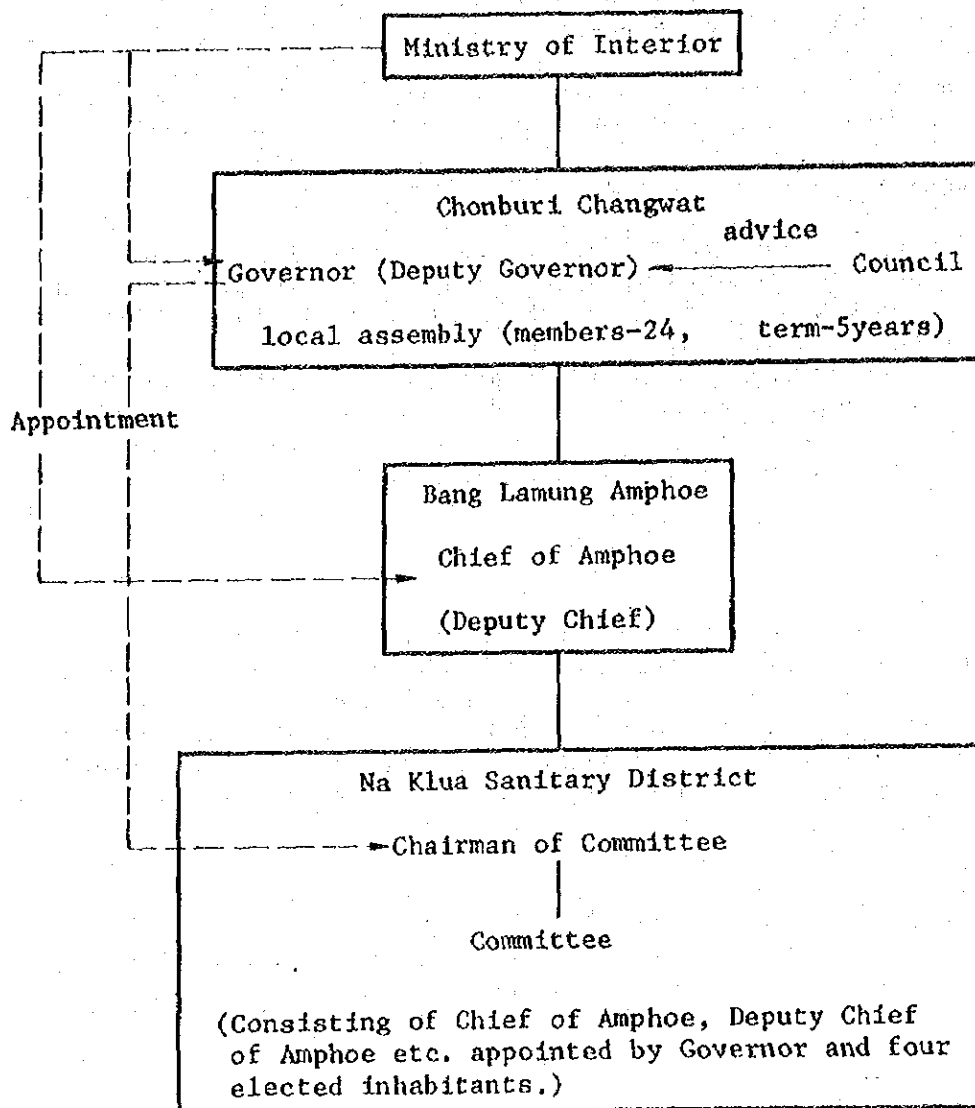 Ministry of Interior
Chonburi Changwat
advice
Governor (Deputy Governor) Council
local assembly (members-24, term-5years)
Appointment
Bang Lamung Amphoe
Chief of Amphoe
(Deputy Chief)
Na Klua Sanitary District
Chairman of Committee
Committee
(Consisting of Chief of Amphoe, Deputy Chief
of Amphoe etc. appointed by Governor and four
elected inhabitants.)